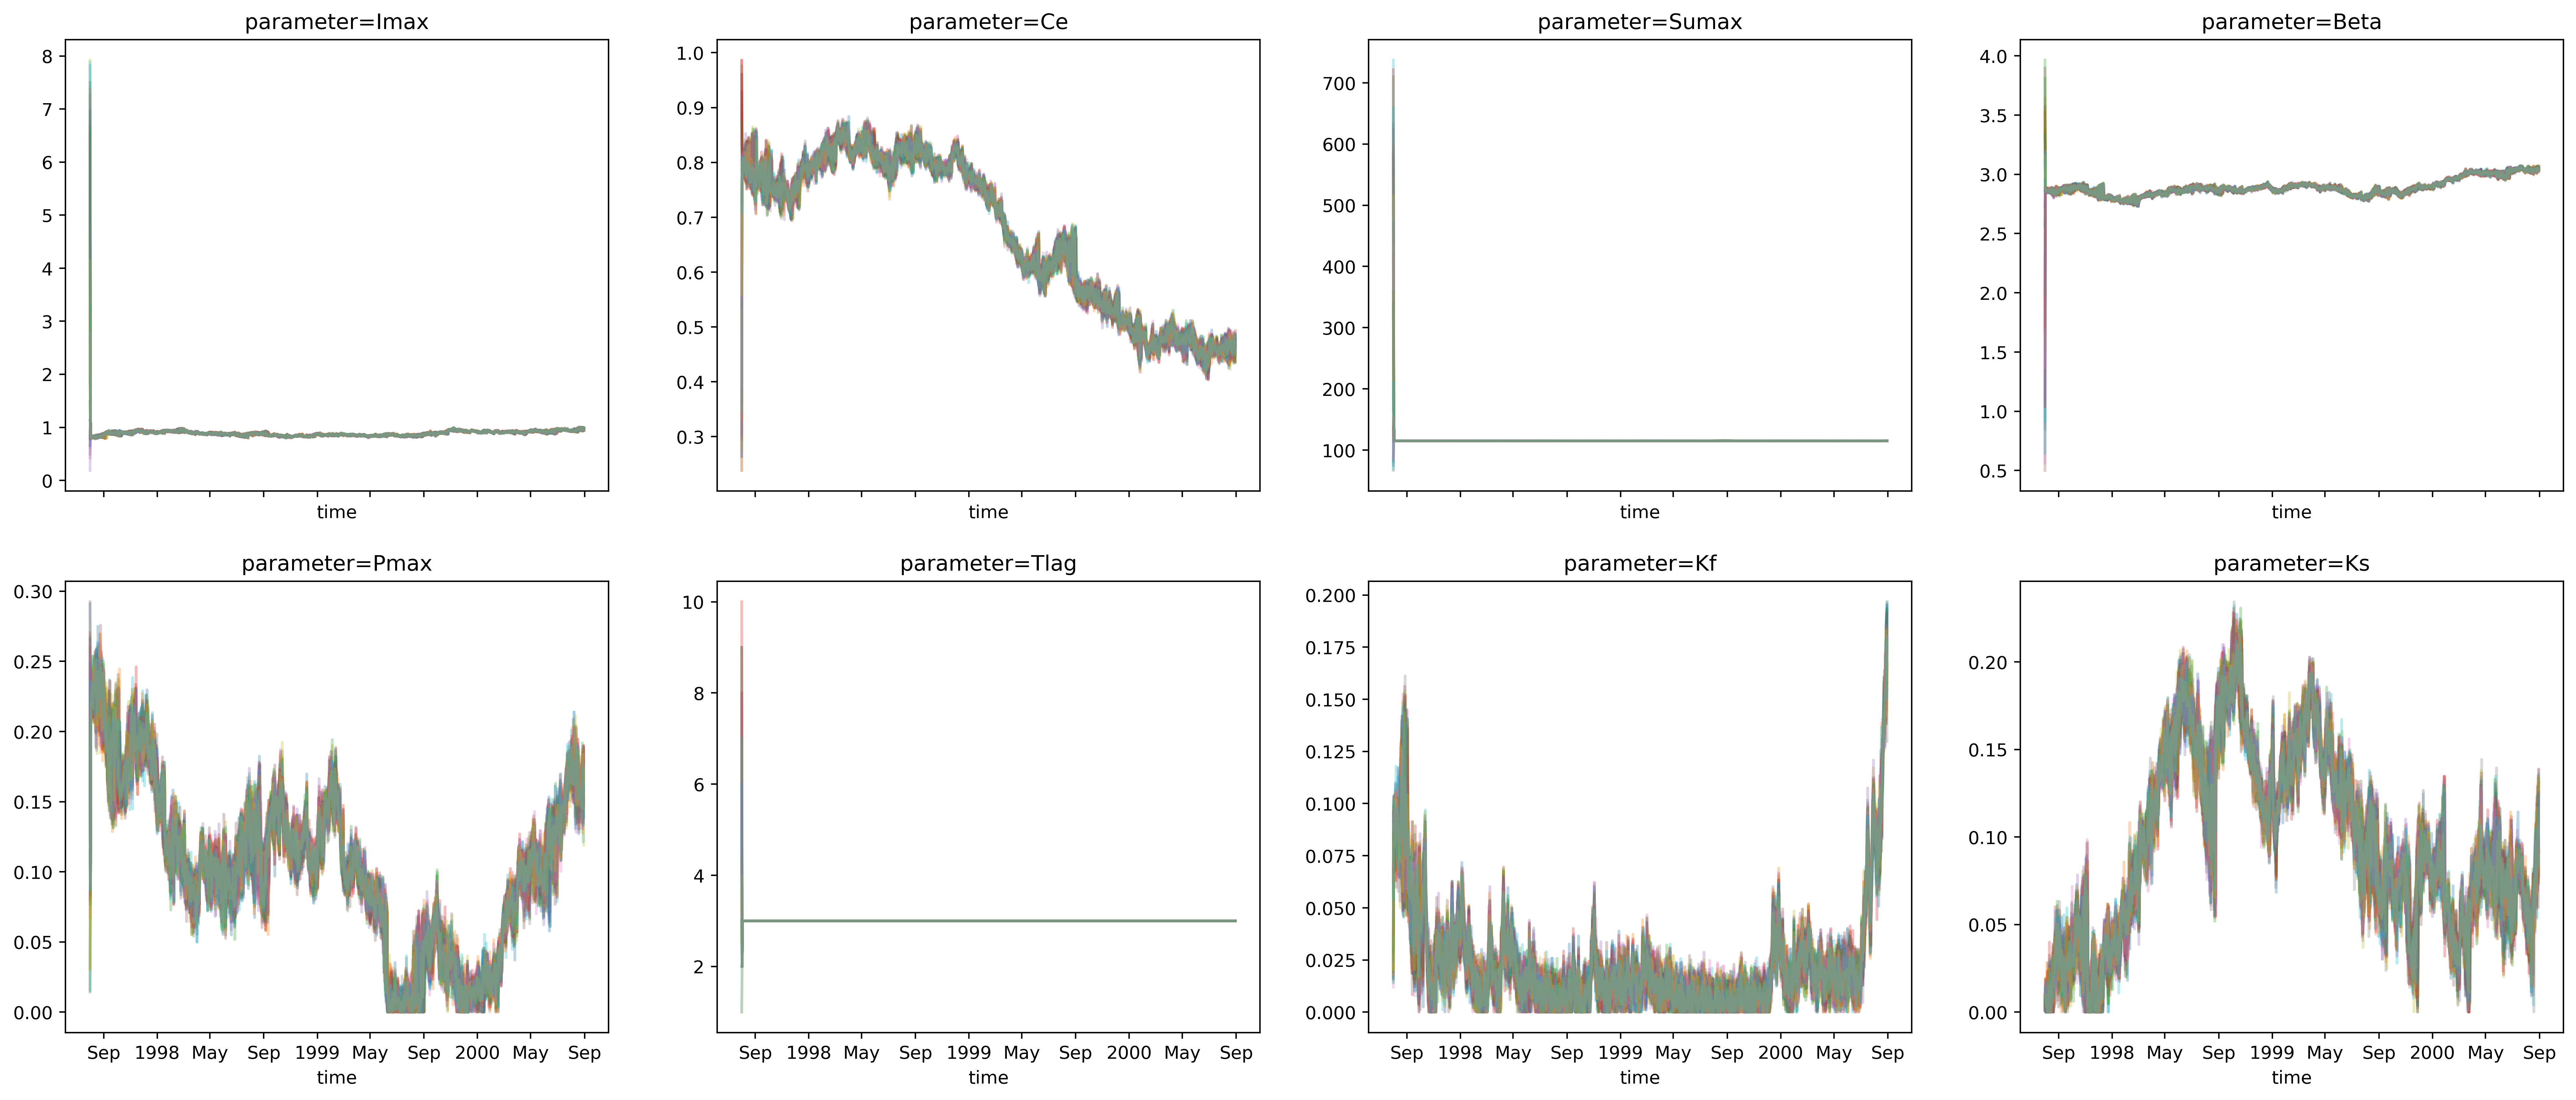 parameter=Imax
8
7
6
5
4
3
2
1
0
time
parameter=Ce
1.0
0.9
0.8
0.7
0.6
0.5
0.4
0.3
time
parameter=Sumax
700
600
500
400
300
200
100
time
parameter=Beta
4.0
3.5
3.0
2.5
2.0
1.5
1.0
0.5
time
parameter=Pmax
0.30
0.25
0.20
0.15
0.10
0.05
0.00
Sep 1998 May Sep 1999 May Sep 2000 May Sep
time
parameter=Tlag
10
8
6
4
2
Sep 1998 May Sep 1999 May Sep 2000 May Sep
time
parameter=Kf
0.200
0.175
0.150
0.125
0.100
0.075
0.050
0.025
0.000
Sep 1998 May Sep 1999 May Sep 2000 May Sep
time
parameter=Ks
0.20
0.15
0.10
0.05
0.00
Sep 1998 May Sep 1999 May Sep 2000 May Sep
time